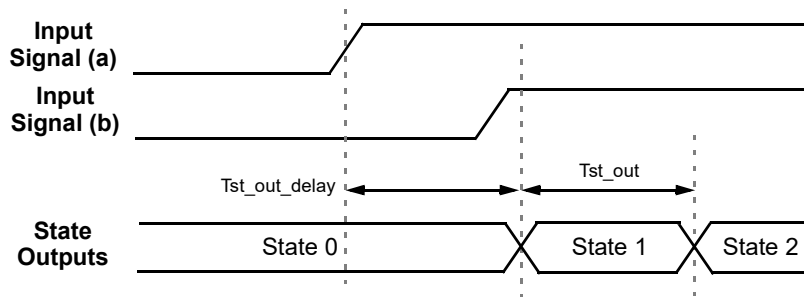 Input
Signal (a)
Input
Signal (b)
Tst_out_delay
Tst_out
State
Outputs
State 0
State 1
State 2